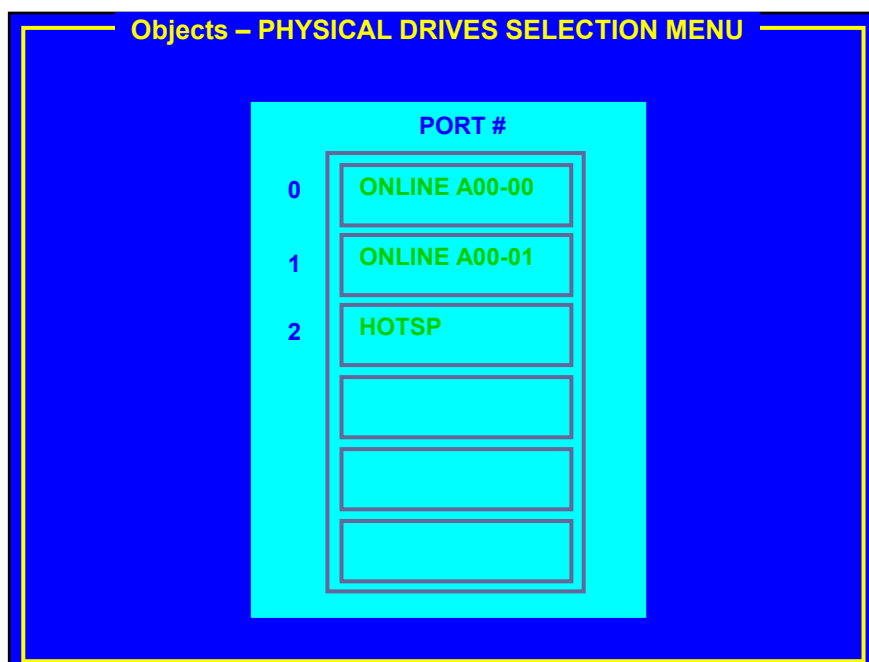 Objects – PHYSICAL DRIVES SELECTION MENU
PORT #
0 ONLINE A00-00
1 ONLINE A00-01
2 HOTSP